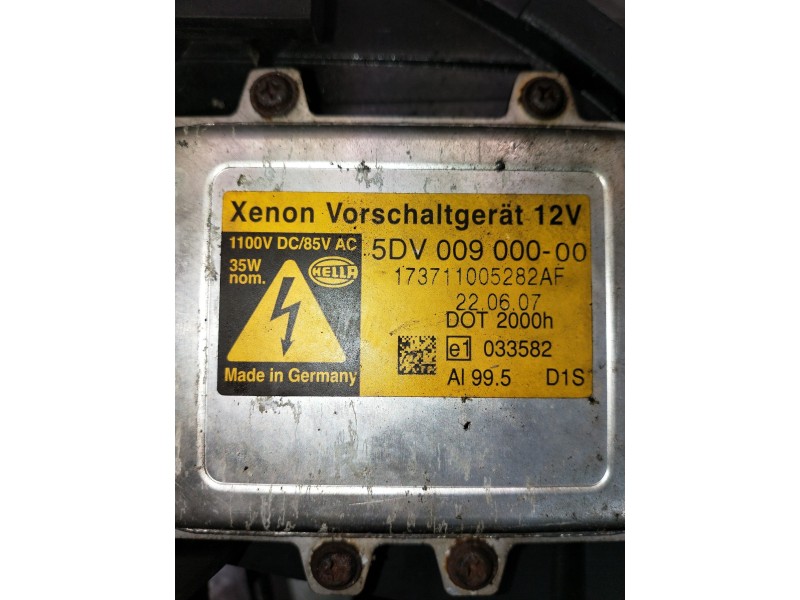 Xenon Vorschaltgerät 12V
1100V DC/85V AC
35W
nom.
HELLA
Made in Germany
5DV 009 000-00
173711005282AF
22.06.07
DOT 2000h
e1 033582
Al 99.5 D1S